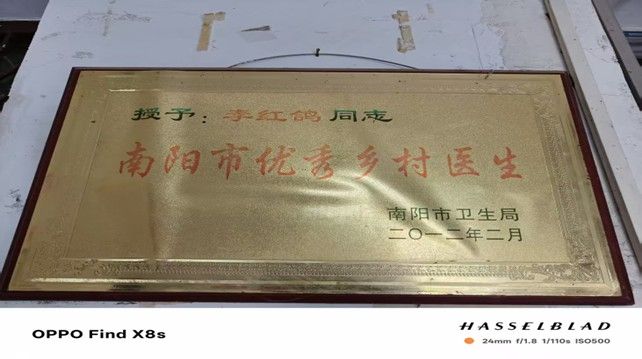 授予：李红鸽同志
南阳市优秀乡村医生
南阳市卫生局
二〇一二年二月
OPPO Find X8s
HASSELBLAD
24mm f/1.8 1/110s ISO500